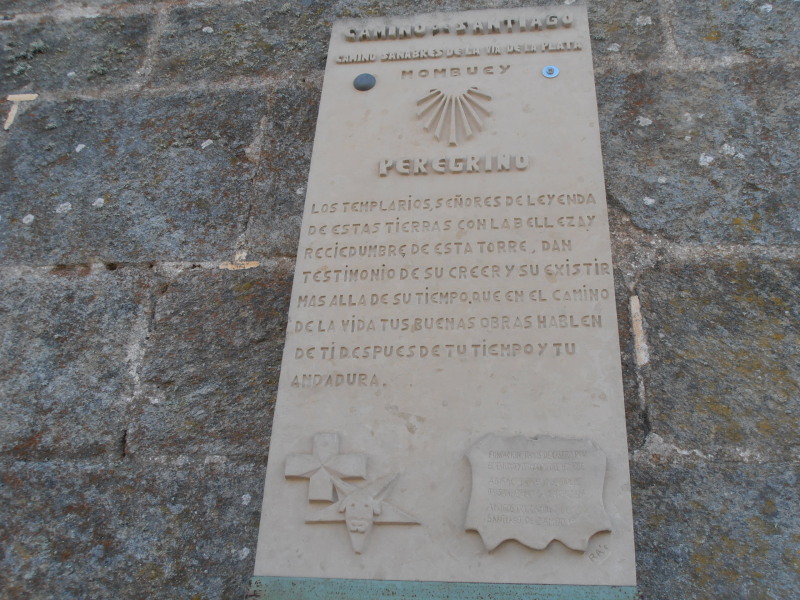 CAMINO DE SANTIAGO
CAMINO SANABRES DE LA VIA DE LA PLATA
MOMBUEY
PEREGRINO
LOS TEMPLARIOS, SEÑORES DE LEYENDA
DE ESTAS TIERRAS CON LA BELLEZA Y
RECIEDUMBRE DE ESTA TORRE, DAN
TESTIMONIO DE SU CREER Y SU EXISTIR
MAS ALLA DE SU TIEMPO, QUE EN EL CAMINO
DE LA VIDA TUS BUENAS OBRAS HABLEN
DE TI DESPUES DE TU TIEMPO Y TU
ANDADURA.